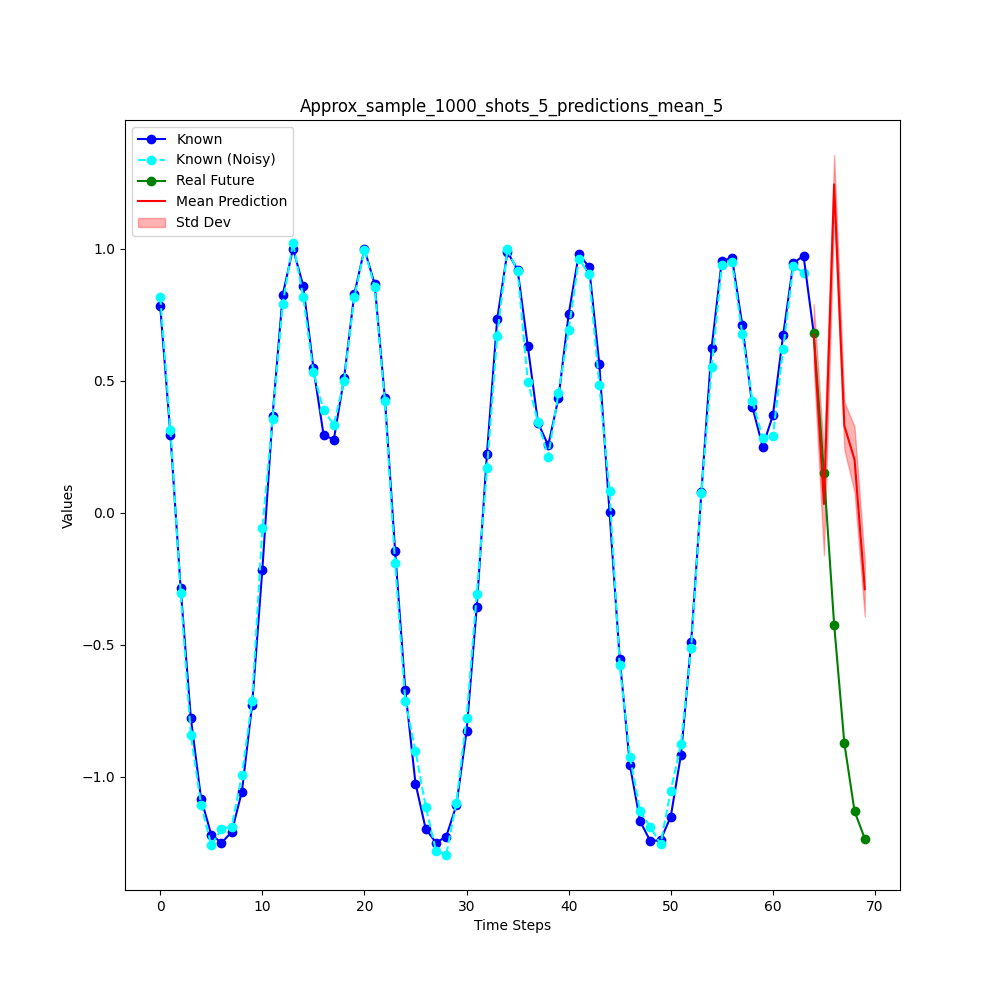 Approx_sample_1000_shots_5_predictions_mean_5
Known
Known (Noisy)
Real Future
Mean Prediction
Std Dev
1.0
0.5
0.0
−0.5
−1.0
Values
0 10 20 30 40 50 60 70
Time Steps